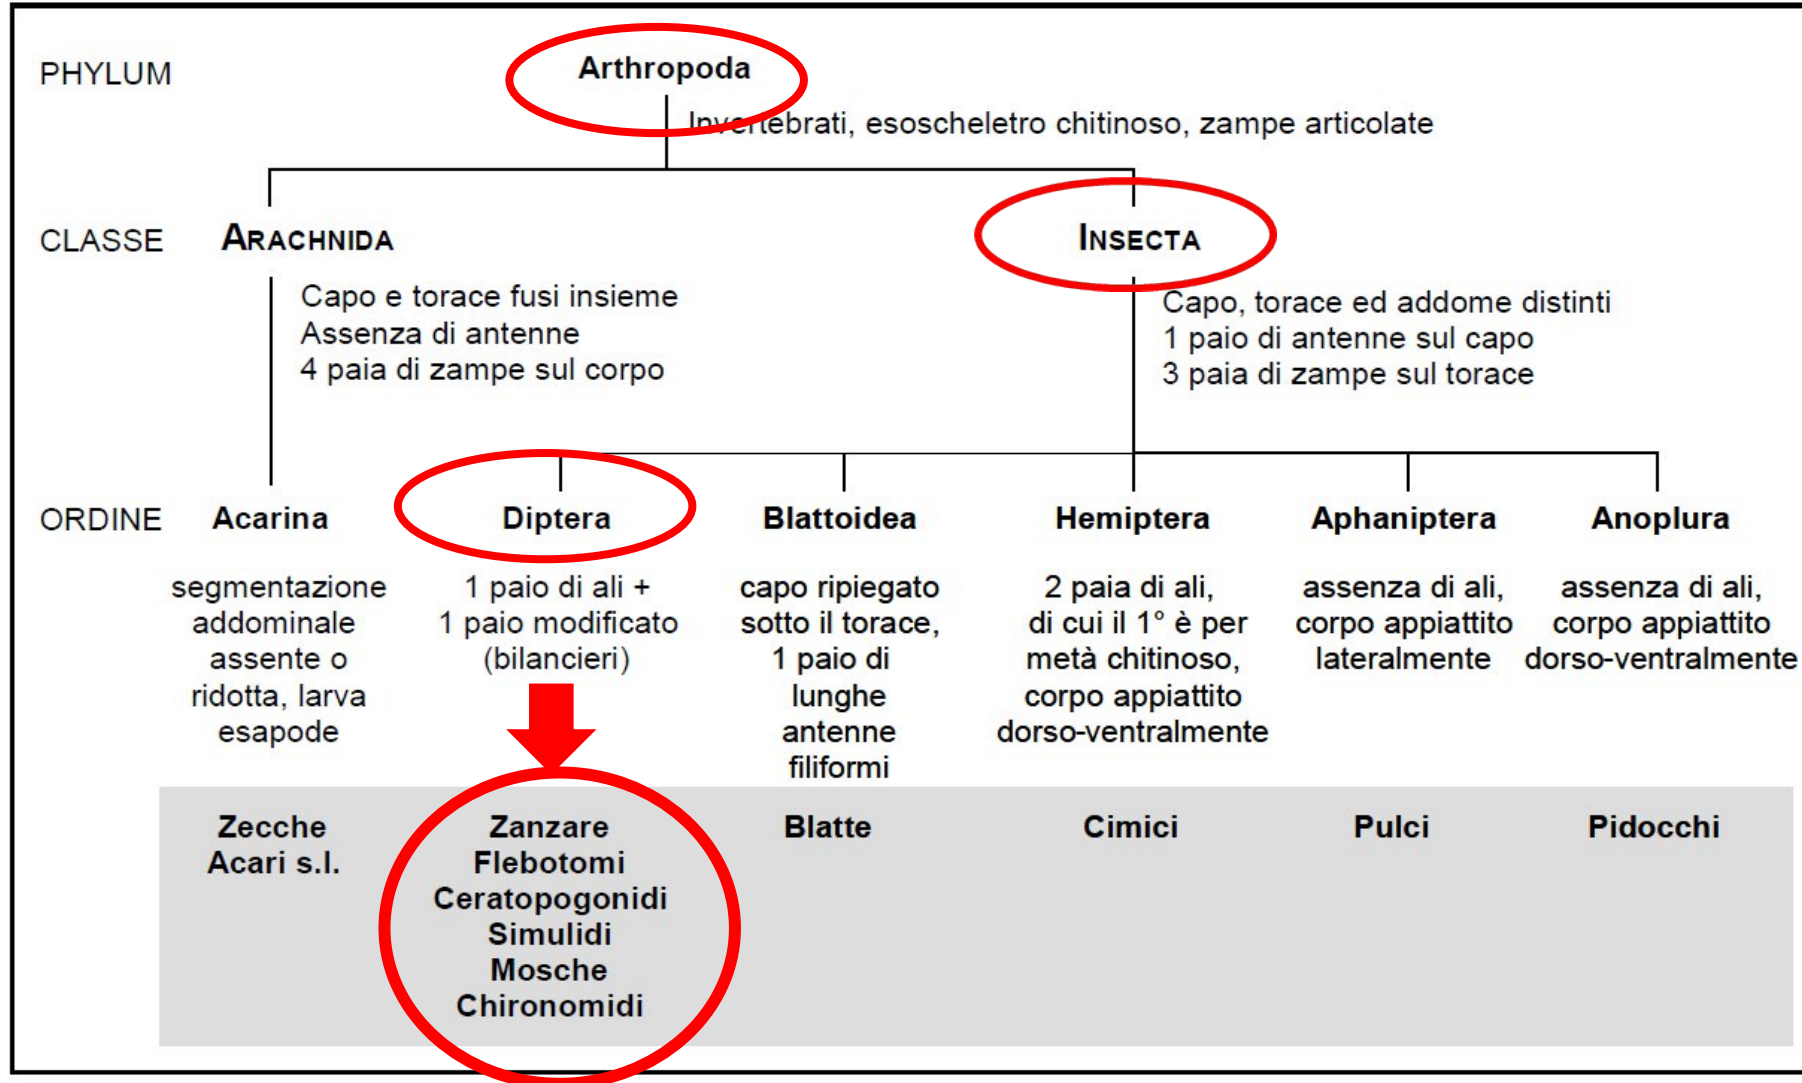 PHYLUM
Arthropoda
Invertebrati, esoscheletro chitinoso, zampe articolate
CLASSE
ARACHNIDA
INSECTA
Capo e torace fusi insieme
Assenza di antenne
4 paia di zampe sul corpo
Capo, torace ed addome distinti
1 paio di antenne sul capo
3 paia di zampe sul torace
ORDINE
Acarina
segmentazione
addominale
assente o
ridotta, larva
esapode
Zecche
Acari s.l.
Diptera
1 paio di ali +
1 paio modificato
(bilancieri)
Zanzare
Flebotomi
Ceratopogonidi
Simulidi
Mosche
Chironomidi
Blattoidea
capo ripiegato
sotto il torace,
1 paio di
lunghe
antenne
filiformi
Blatte
Hemiptera
2 paia di ali,
di cui il 1° è per
metà chitinoso,
corpo appiattito
dorso-ventralmente
Cimici
Aphaniptera
assenza di ali,
corpo appiattito
lateralmente
Pulci
Anoplura
assenza di ali,
corpo appiattito
dorso-ventralmente
Pidocchi